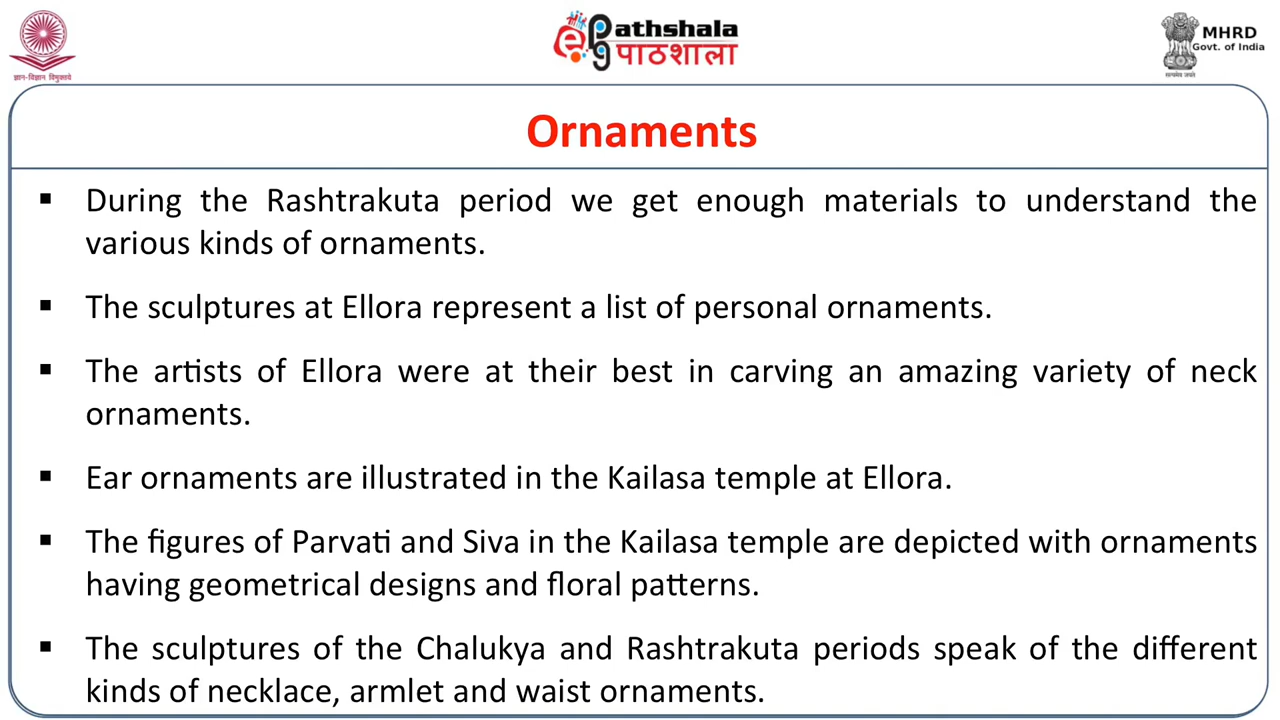 ज्ञान-विज्ञान विमुक्तये
epg
athshala
पाठशाला
MHRD
Govt. of India
सत्यमेव जयते
Ornaments
▪ During the Rashtrakuta period we get enough materials to understand the
various kinds of ornaments.
▪ The sculptures at Ellora represent a list of personal ornaments.
▪ The artists of Ellora were at their best in carving an amazing variety of neck
ornaments.
▪ Ear ornaments are illustrated in the Kailasa temple at Ellora.
▪ The figures of Parvati and Siva in the Kailasa temple are depicted with ornaments
having geometrical designs and floral patterns.
▪ The sculptures of the Chalukya and Rashtrakuta periods speak of the different
kinds of necklace, armlet and waist ornaments.